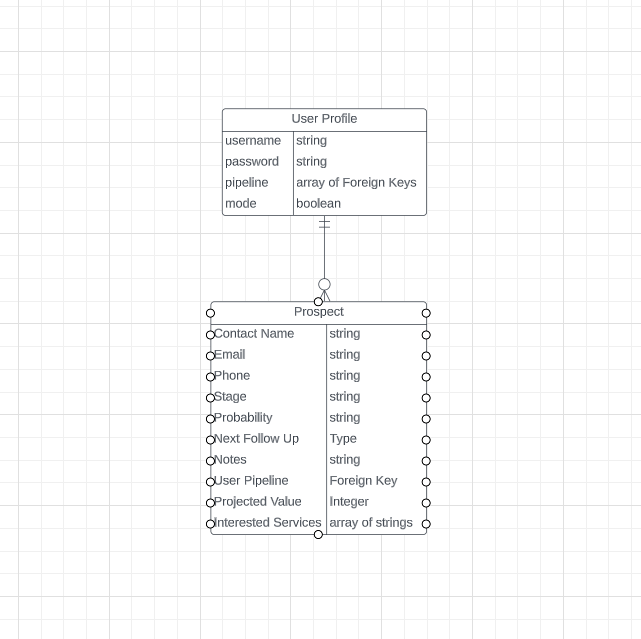 User Profile
username string
password string
pipeline array of Foreign Keys
mode boolean
Prospect
Contact Name string
Email string
Phone string
Stage string
Probability string
Next Follow Up Type
Notes string
User Pipeline Foreign Key
Projected Value Integer
Interested Services array of strings